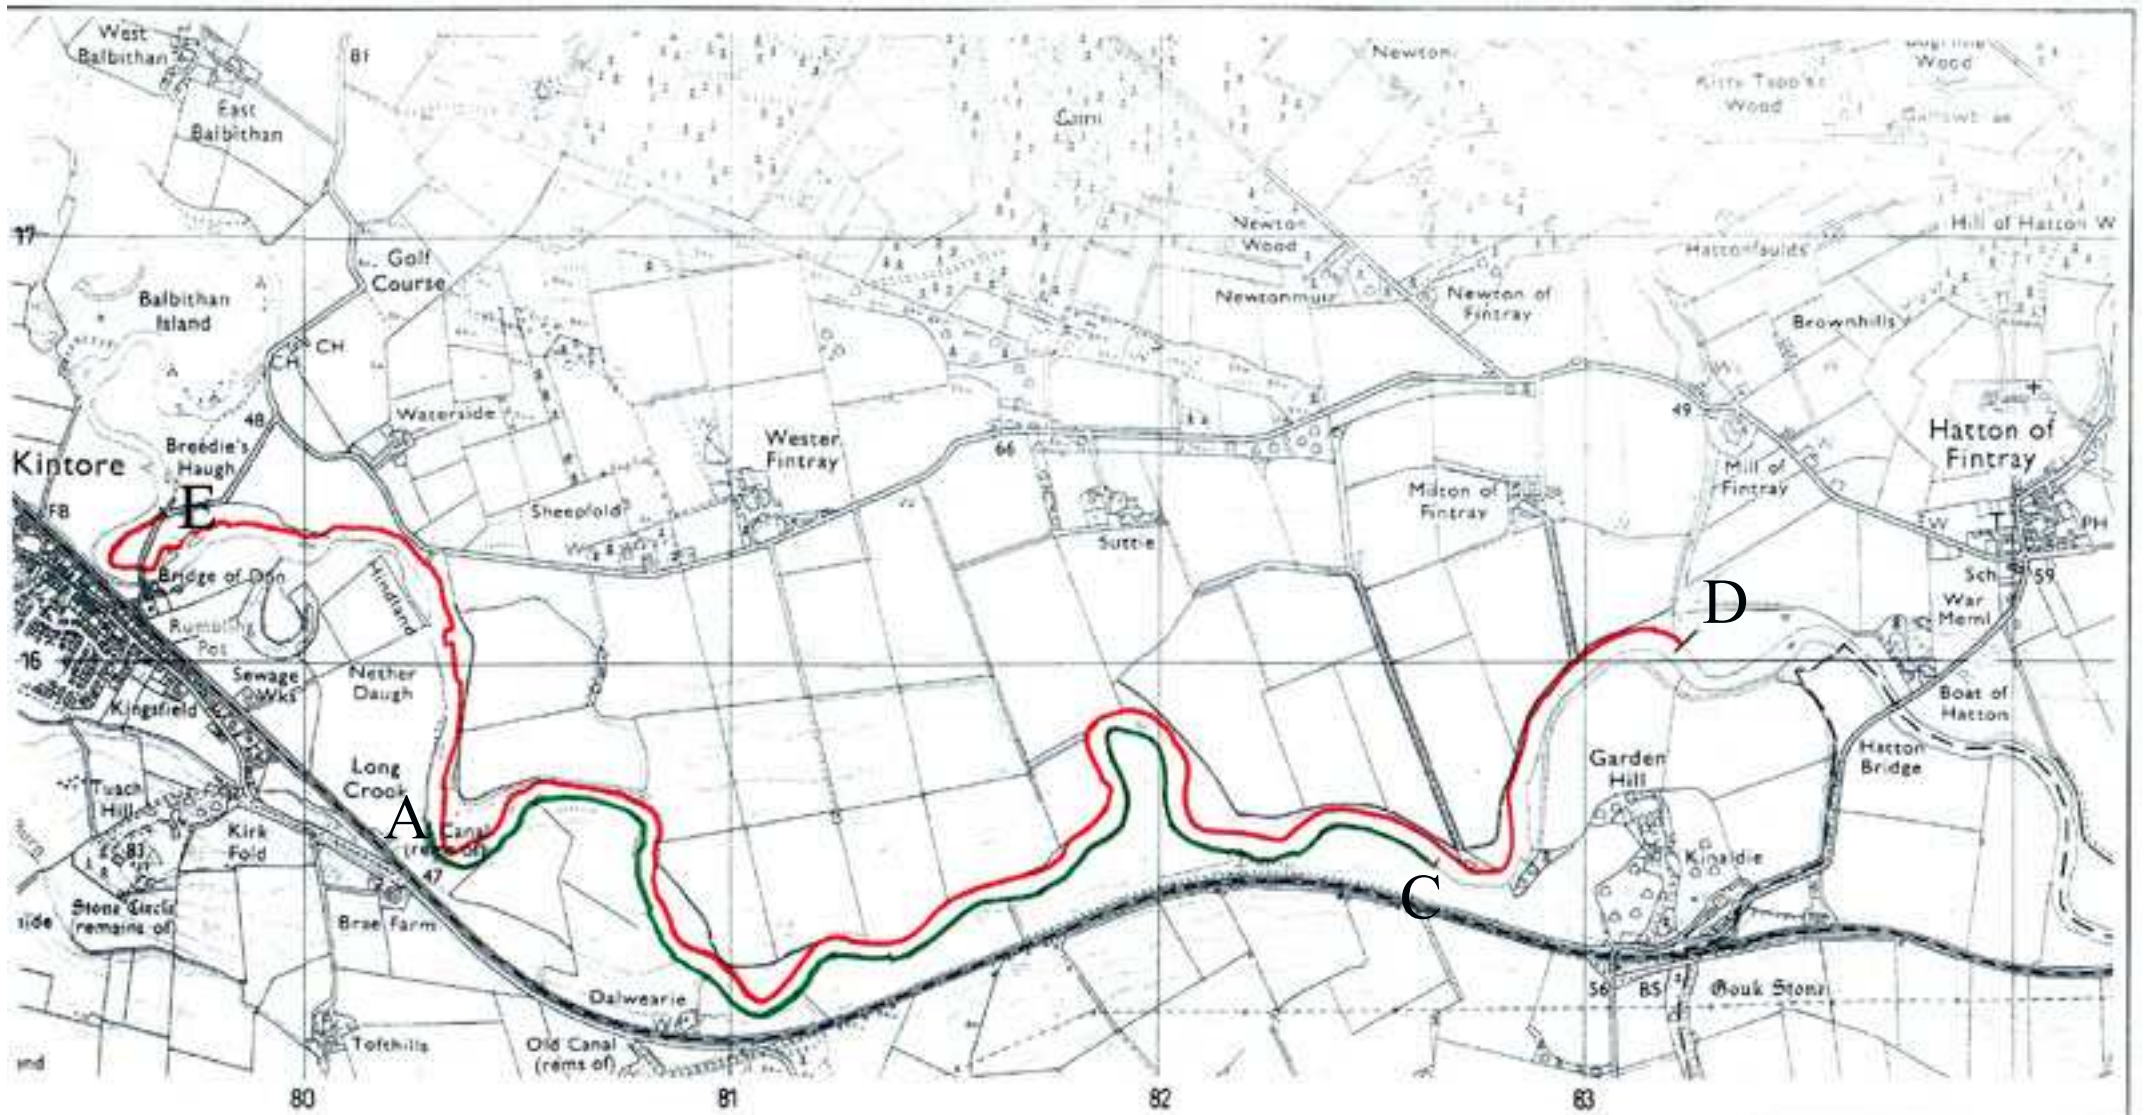 West
Balbithan
81
East
Balbithan
Newton
Wood
Wood
17
Newton
Wood
Hattonfaulds
Hill of Hatton W
Golf
Course
Balbithan
Island
Newtonmuir
Newton of
Fintray
Brownhills
CH
CH
48
Waterside
49
Breedie's
Haugh
Kintore
Wester
Fintray
66
Hatton of
Fintray
Mill of
Fintray
Milton of
Fintray
FB
E
Sheepfold
W
Suttie
W
T
PH
Bridge of Don
Hindland
Sch
59
War
Meml
D
Rumbling
Pot
16
Sewage
Wks
Nether
Daugh
Kingsfield
Boat of
Hatton
Hatton
Bridge
Garden
Hill
Long
Crook
Tuach
Hill
A
Canal
(rems of)
47
Kirk
Fold
83
Kinaldie
C
Stone Circle
remains of
side
Brae Farm
Dalwearie
56
85
Gouk Stone
Tofthills
Old Canal
(rems of)
80
81
82
83